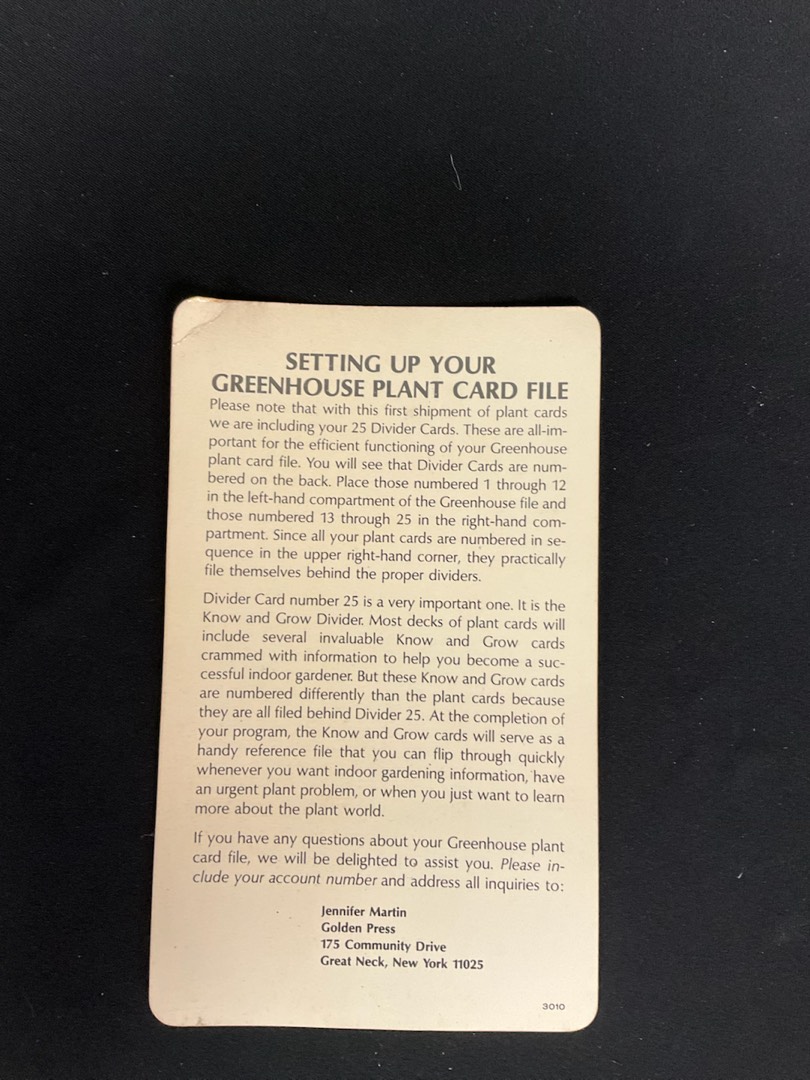 SETTING UP YOUR
GREENHOUSE PLANT CARD FILE
Please note that with this first shipment of plant cards
we are including your 25 Divider Cards. These are all-im-
portant for the efficient functioning of your Greenhouse
plant card file. You will see that Divider Cards are num-
bered on the back. Place those numbered 1 through 12
in the left-hand compartment of the Greenhouse file and
those numbered 13 through 25 in the right-hand com-
partment. Since all your plant cards are numbered in se-
quence in the upper right-hand corner, they practically
file themselves behind the proper dividers.
Divider Card number 25 is a very important one. It is the
Know and Grow Divider. Most decks of plant cards will
include several invaluable Know and Grow cards
crammed with information to help you become a suc-
cessful indoor gardener. But these Know and Grow cards
are numbered differently than the plant cards because
they are all filed behind Divider 25. At the completion of
your program, the Know and Grow cards will serve as a
handy reference file that you can flip through quickly
whenever you want indoor gardening information, have
an urgent plant problem, or when you just want to learn
more about the plant world.
If you have any questions about your Greenhouse plant
card file, we will be delighted to assist you. Please in-
clude your account number and address all inquiries to:
Jennifer Martin
Golden Press
175 Community Drive
Great Neck, New York 11025
3010